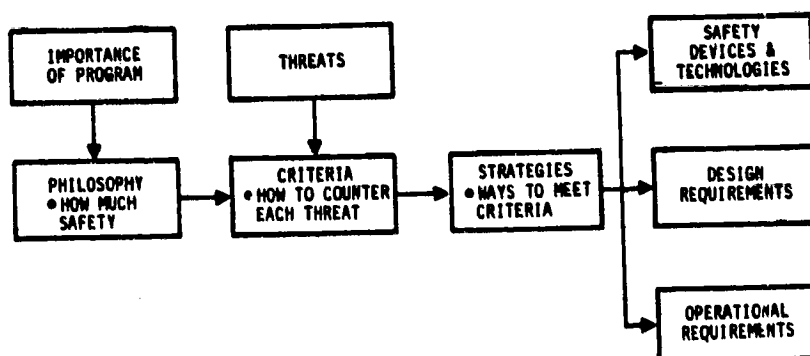 IMPORTANCE
OF PROGRAM
THREATS
SAFETY
DEVICES &
TECHNOLOGIES
PHILOSOPHY
● HOW MUCH
SAFETY
CRITERIA
● HOW TO COUNTER
EACH THREAT
STRATEGIES
● WAYS TO MEET
CRITERIA
DESIGN
REQUIREMENTS
OPERATIONAL
REQUIREMENTS